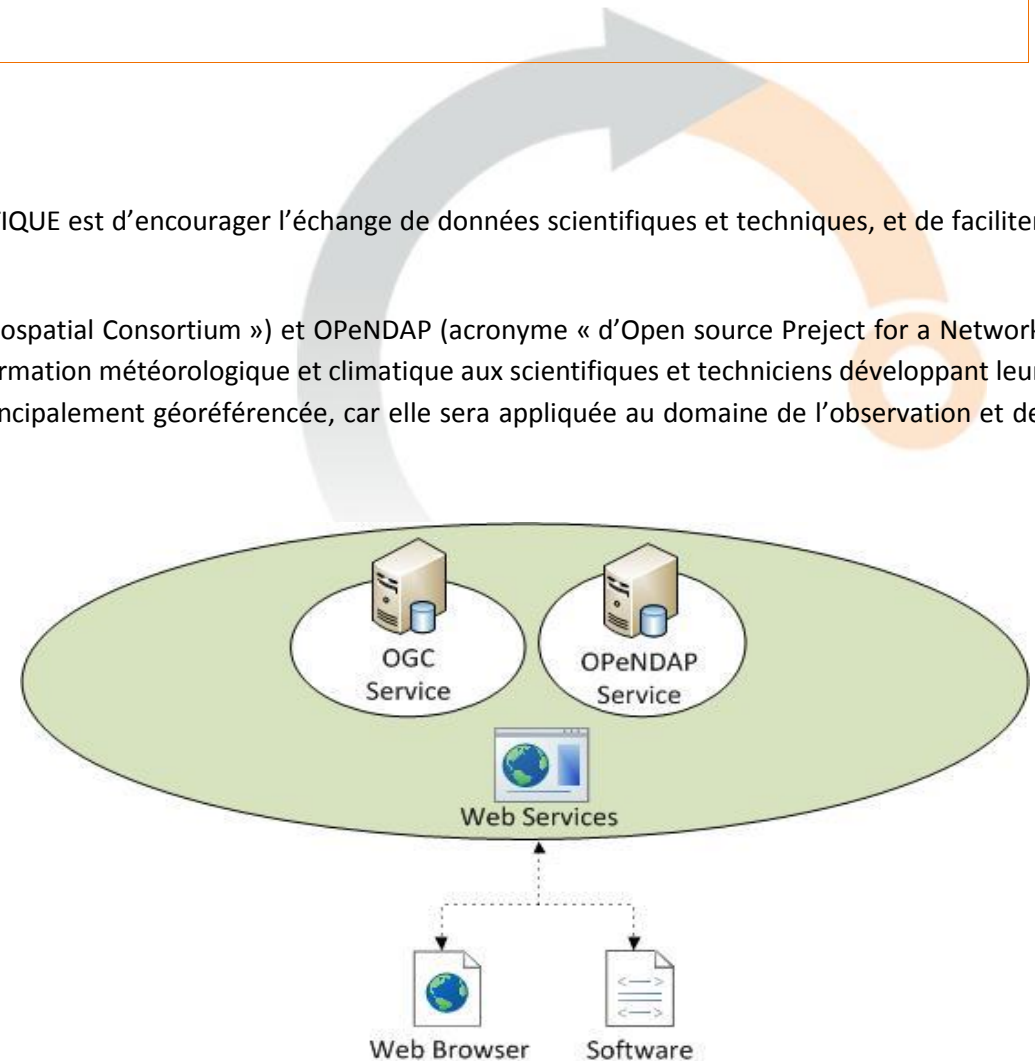 IQUE est d'encourager l'échange de données scientifiques et techniques, et de faciliter
ospatial Consortium ») et OPeNDAP (acronyme « d'Open source Preject for a Network
rmation météorologique et climatique aux scientifiques et techniciens développant leur
ncipalement géoréférencée, car elle sera appliquée au domaine de l'observation et de
OGC
Service
OPeNDAP
Service
Web Services
Web Browser
Software